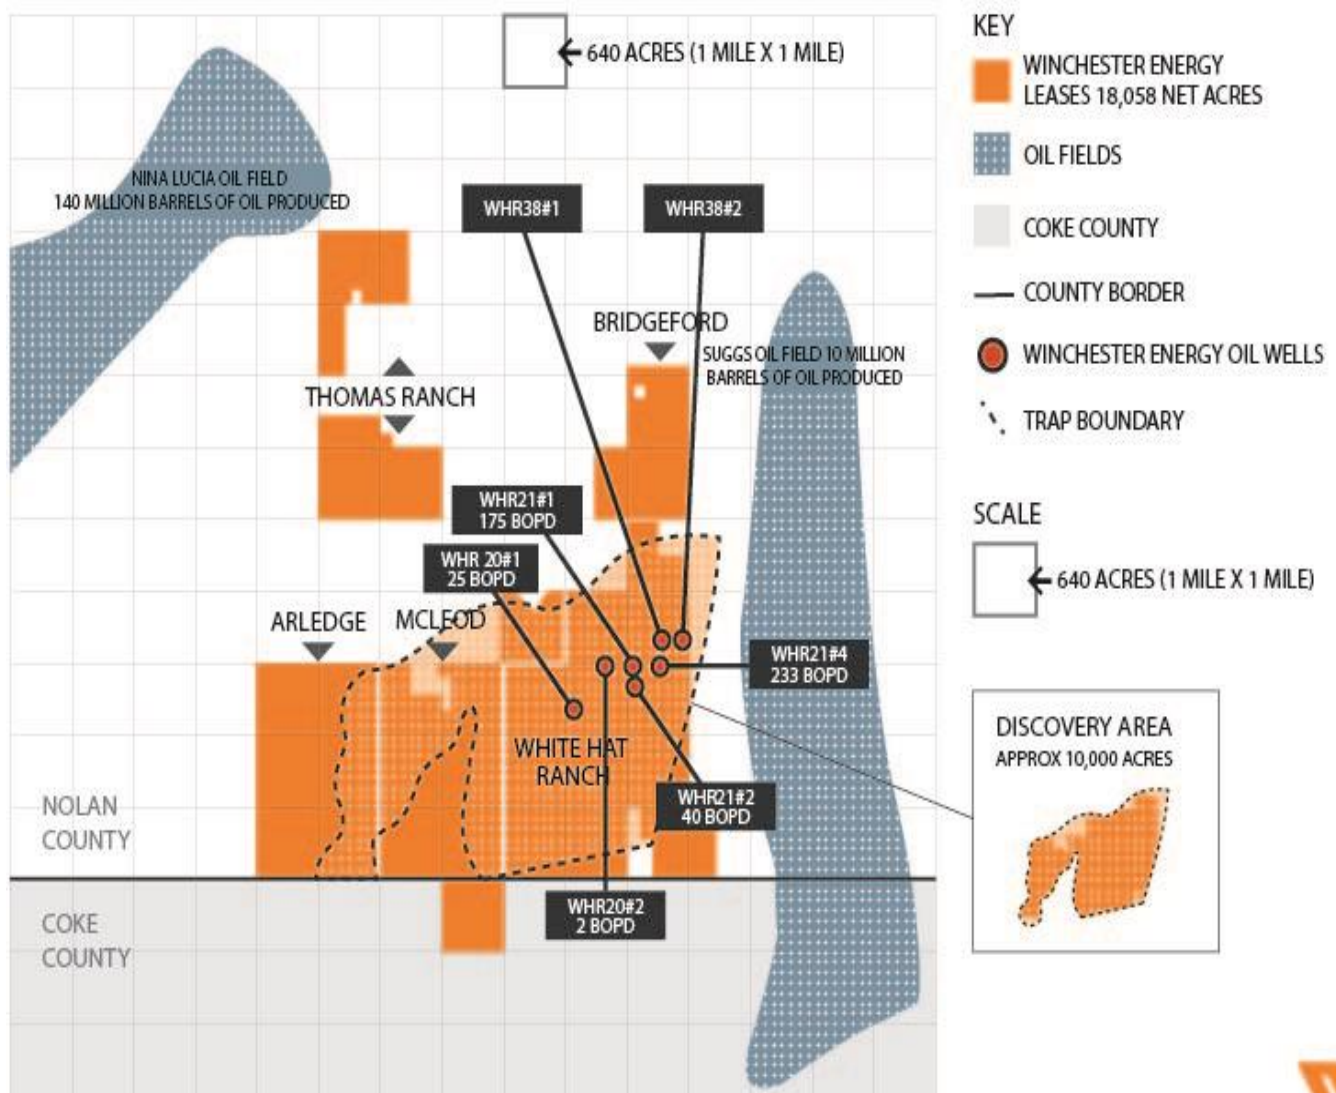 640 ACRES (1 MILE X 1 MILE)
KEY
WINCHESTER ENERGY
LEASES 18,058 NET ACRES
OIL FIELDS
COKE COUNTY
COUNTY BORDER
WINCHESTER ENERGY OIL WELLS
TRAP BOUNDARY
SCALE
640 ACRES (1 MILE X 1 MILE)
NINA LUCIA OIL FIELD
140 MILLION BARRELS OF OIL PRODUCED
WHR38#1
WHR38#2
BRIDGEFORD
SUGGS OIL FIELD 10 MILLION
BARRELS OF OIL PRODUCED
THOMAS RANCH
WHR21#1
175 BOPD
WHR 20#1
25 BOPD
ARLEDGE
MCLEOD
WHR21#4
233 BOPD
WHITE HAT
RANCH
WHR21#2
40 BOPD
WHR20#2
2 BOPD
NOLAN
COUNTY
COKE
COUNTY
DISCOVERY AREA
APPROX 10,000 ACRES